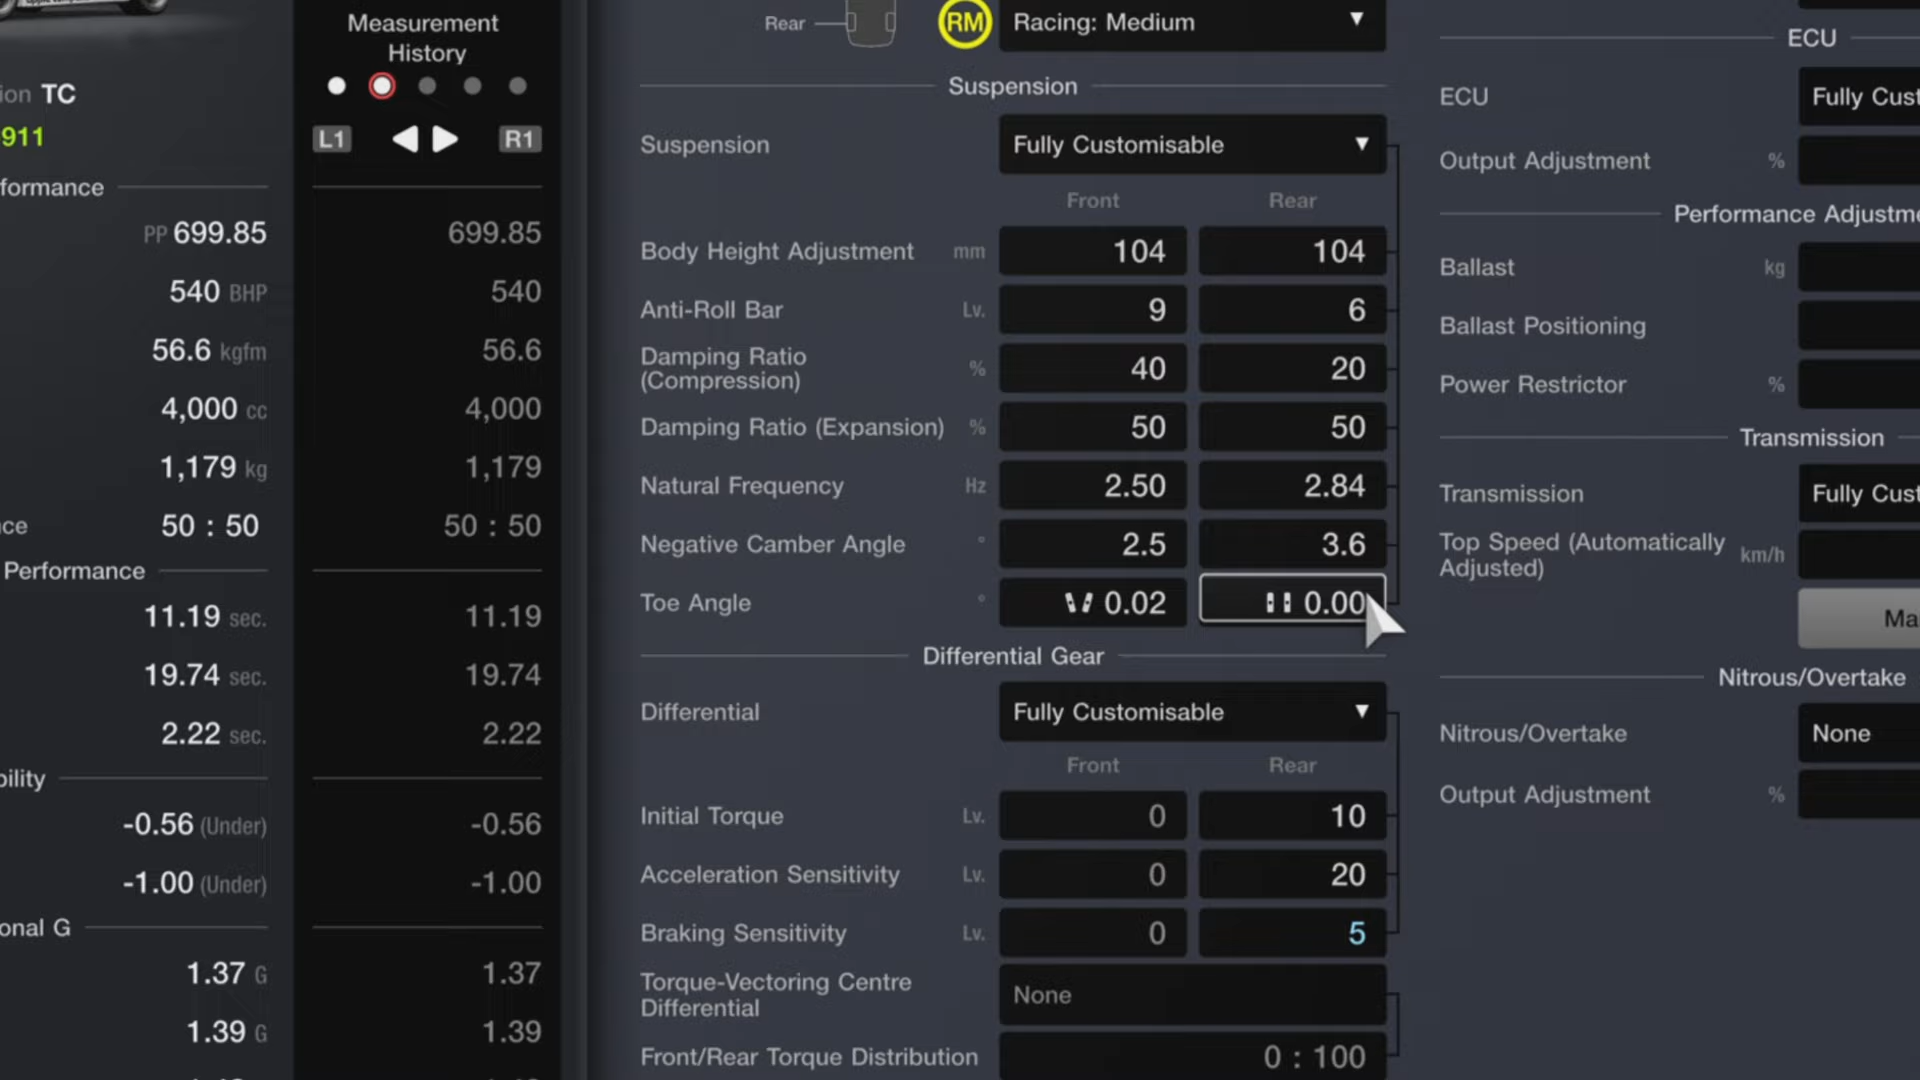 ion TC
911
formance
PP 699.85
540 BHP
56.6 kgfm
4,000 cc
1,179 kg
ce 50 : 50
Performance
11.19 sec.
19.74 sec.
2.22 sec.
bility
-0.56 (Under)
-1.00 (Under)
onal G
1.37 G
1.39 G
Measurement
History
L1 R1
699.85
540
56.6
4,000
1,179
50 : 50
11.19
19.74
2.22
-0.56
-1.00
1.37
1.39
Rear RM Racing: Medium
Suspension
Suspension Fully Customisable
Front Rear
Body Height Adjustment mm 104 104
Anti-Roll Bar Lv. 9 6
Damping Ratio
(Compression) % 40 20
Damping Ratio (Expansion) % 50 50
Natural Frequency Hz 2.50 2.84
Negative Camber Angle ° 2.5 3.6
Toe Angle ° 0.02 0.00
Differential Gear
Differential Fully Customisable
Front Rear
Initial Torque Lv. 0 10
Acceleration Sensitivity Lv. 0 20
Braking Sensitivity Lv. 0 5
Torque-Vectoring Centre
Differential None
Front/Rear Torque Distribution 0 : 100
ECU
ECU Fully Cust
Output Adjustment %
Performance Adjustme
Ballast kg
Ballast Positioning
Power Restrictor %
Transmission
Transmission Fully Cust
Top Speed (Automatically
Adjusted) km/h
Ma
Nitrous/Overtake
Nitrous/Overtake None
Output Adjustment %